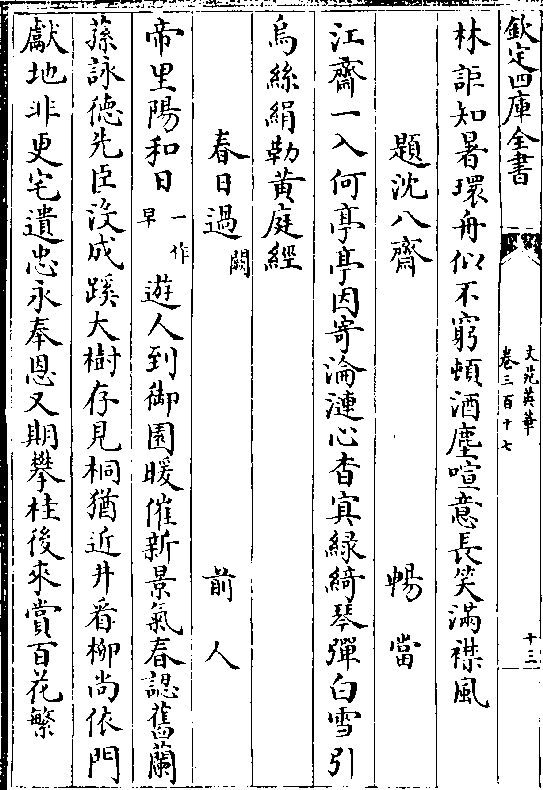 欽定四庫全書
文苑英華
卷三百十七
十三
林詎知暑環舟似不窮頓酒塵喧意長笑滿襟風
題沈八齋 暢當
江齋一入何亭亭因寄淪漣心杳冥緑綺琴彈白雪引
烏絲絹勒黄庭經
春日過闕 前人
帝里陽和日一作早遊人到御園暖催新景氣春認舊蘭
蓀詠德先臣沒成蹊大樹存見桐猶近井看柳尚依門
獻地非更宅遺忠永奉恩又期攀桂後來賞百花繁